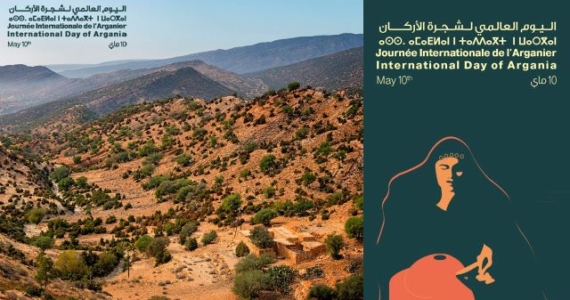 اليوم العالمي لشجرة الأركان
Journée Internationale de l'Arganier
International Day of Argania
May 10th
10 ماي
اليوم العالمي لشجرة الأركان
Journée Internationale de l'Arganier
International Day of Argania
May 10th
10 ماي